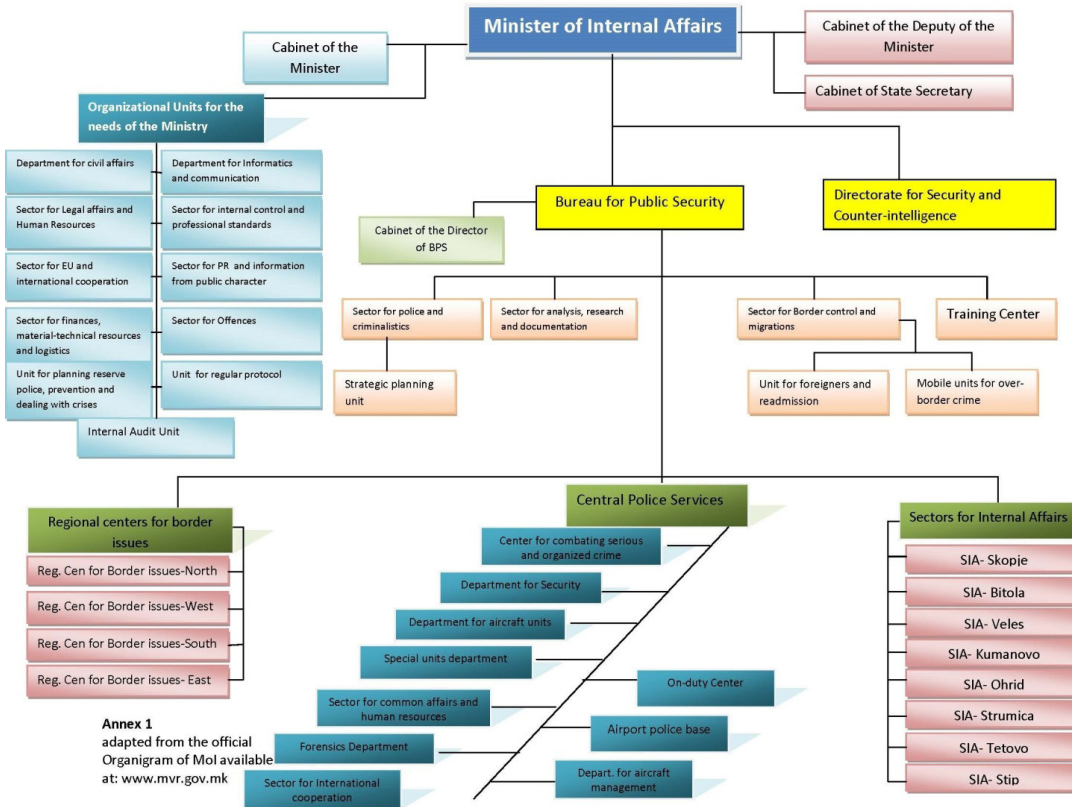 Minister of Internal Affairs
Cabinet of the
Minister
Cabinet of the Deputy of the
Minister
Cabinet of State Secretary
Organizational Units for the
needs of the Ministry
Department for civil affairs
Department for Informatics
and communication
Sector for Legal affairs and
Human Resources
Sector for internal control and
professional standards
Sector for EU and
international cooperation
Sector for PR and information
from public character
Sector for finances,
material-technical resources
and logistics
Sector for Offences
Unit for planning reserve
police, prevention and
dealing with crises
Unit for regular protocol
Internal Audit Unit
Bureau for Public Security
Directorate for Security and
Counter-intelligence
Cabinet of the Director
of BPS
Sector for police and
criminalistics
Sector for analysis, research
and documentation
Sector for Border control and
migrations
Training Center
Strategic planning
unit
Unit for foreigners and
readmission
Mobile units for over-
border crime
Regional centers for border
issues
Reg. Cen for Border issues-North
Reg. Cen for Border issues-West
Reg. Cen for Border issues-South
Reg. Cen for Border issues- East
Central Police Services
Center for combating serious
and organized crime
Department for Security
Department for aircraft units
Special units department
Sector for common affairs and
human resources
Forensics Department
Sector for International
cooperation
On-duty Center
Airport police base
Depart. for aircraft
management
Sectors for Internal Affairs
SIA- Skopje
SIA- Bitola
SIA- Veles
SIA- Kumanovo
SIA- Ohrid
SIA- Strumica
SIA- Tetovo
SIA- Stip
Annex 1
adapted from the official
Organigram of MoI available
at: www.mvr.gov.mk